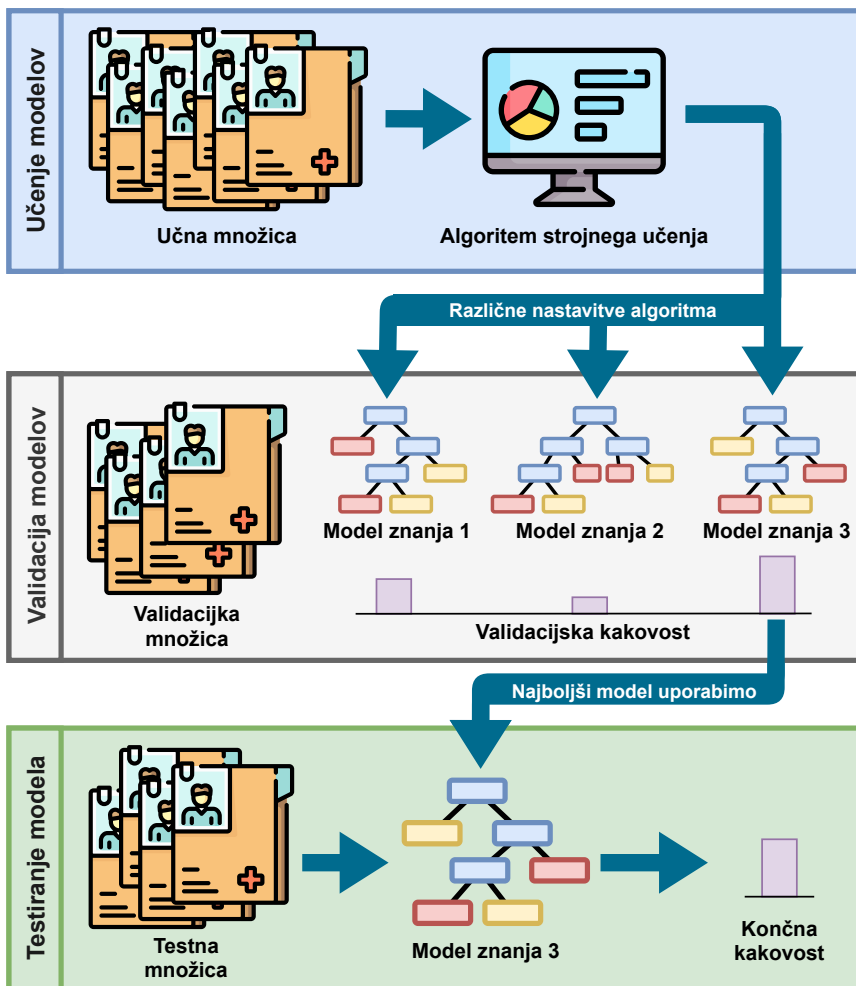 Učenje modelov
Učna množica
Algoritem strojnega učenja
Različne nastavitve algoritma
Validacija modelov
Validacijka
množica
Model znanja 1
Model znanja 2
Model znanja 3
Validacijska kakovost
Najboljši model uporabimo
Testiranje modela
Testna
množica
Model znanja 3
Končna
kakovost